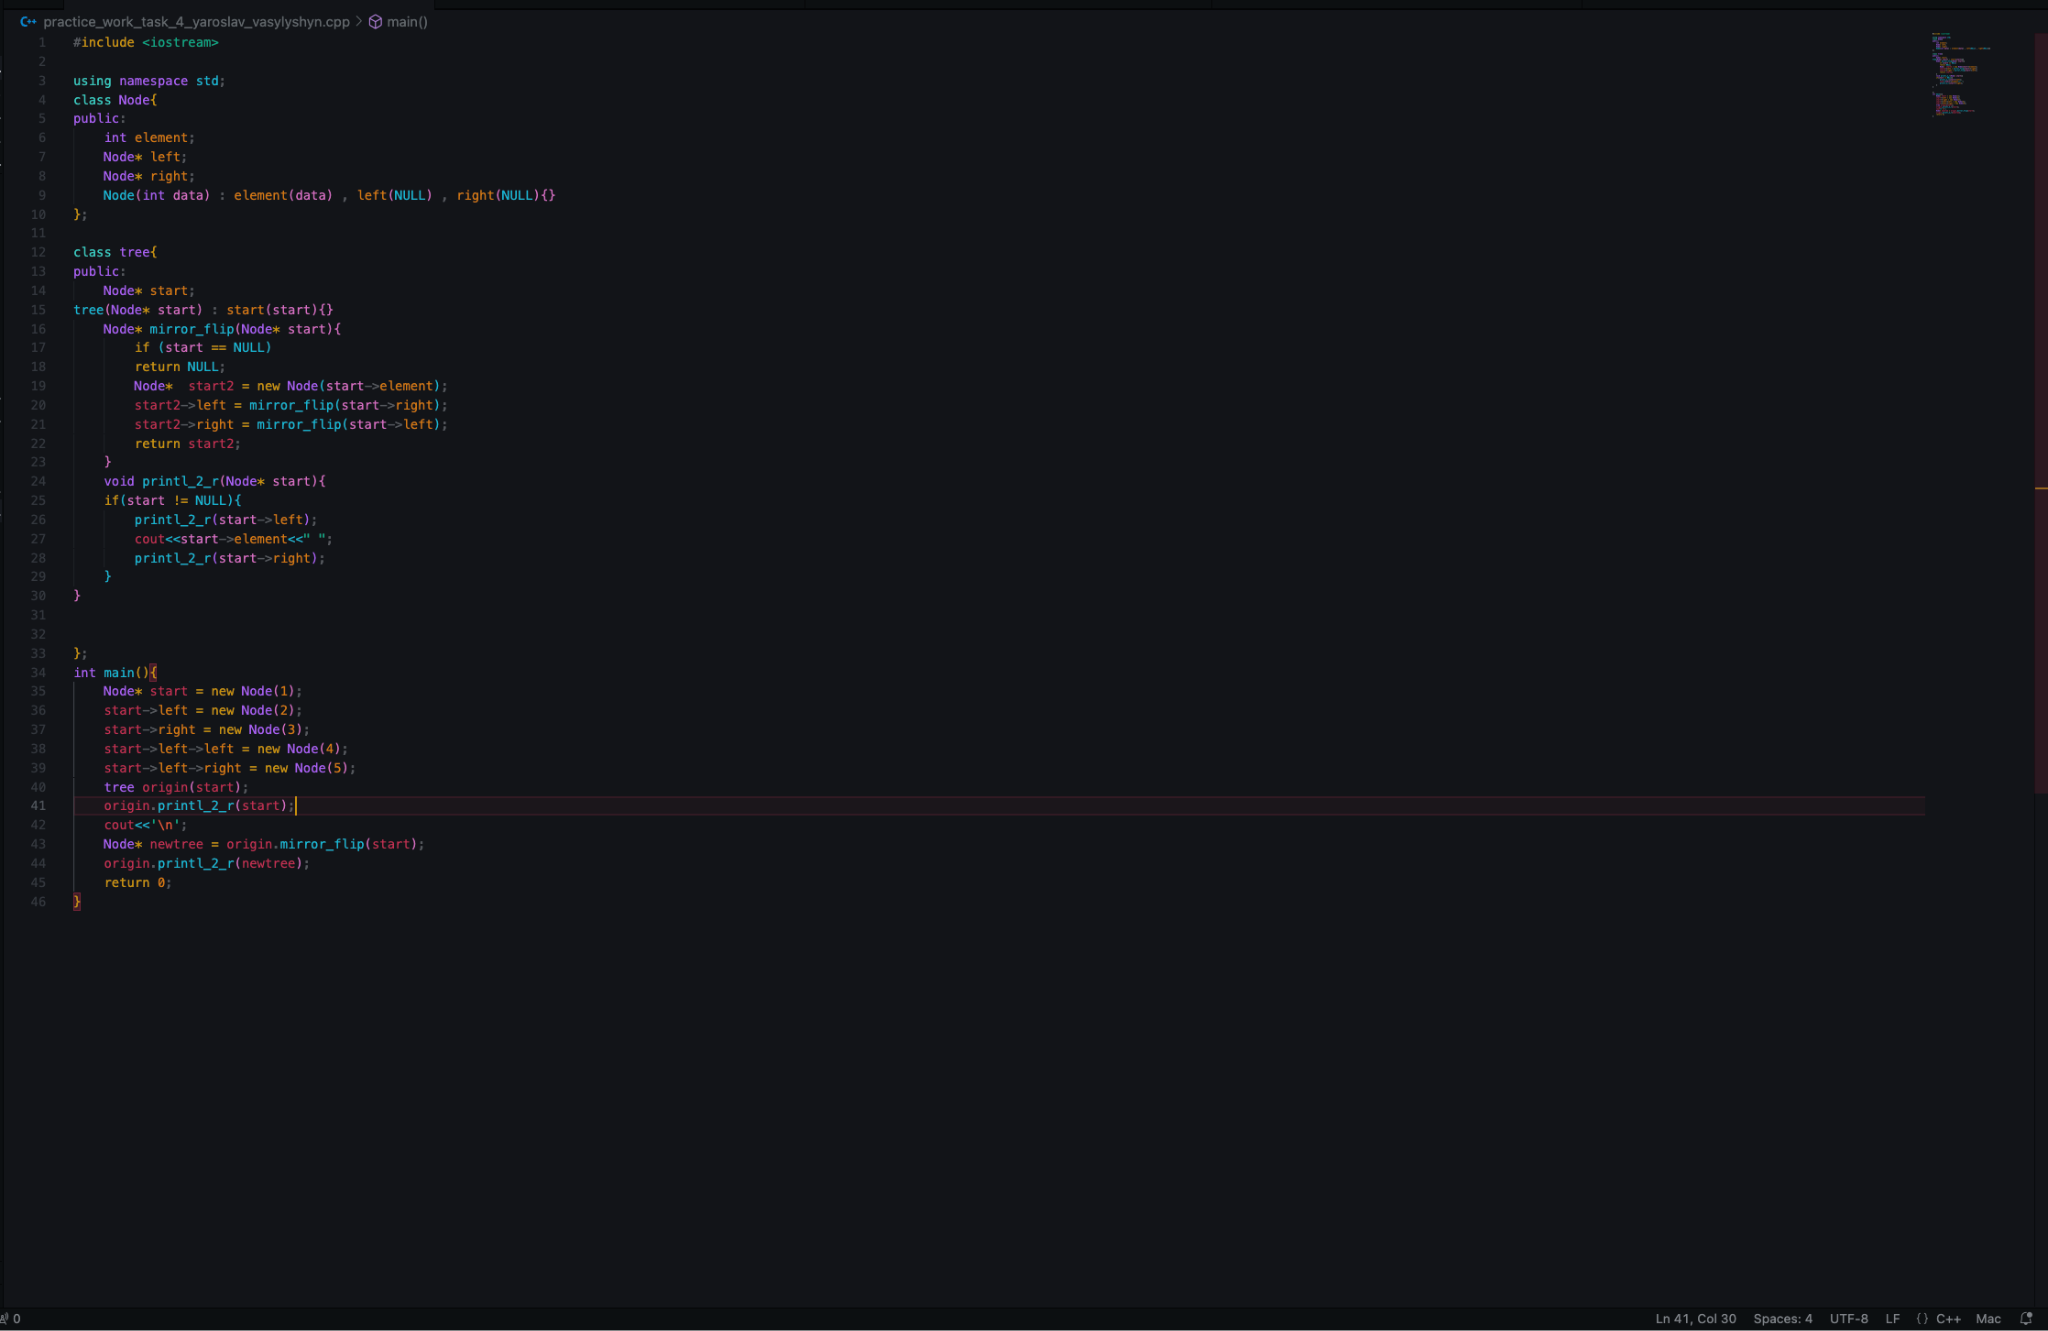 C++ practice_work_task_4_yaroslav_vasylyshyn.cpp > main()
1 #include <iostream>
2
3 using namespace std;
4 class Node{
5 public:
6     int element;
7     Node* left;
8     Node* right;
9     Node(int data) : element(data) , left(NULL) , right(NULL){}
10 };
11
12 class tree{
13 public:
14     Node* start;
15 tree(Node* start) : start(start){}
16     Node* mirror_flip(Node* start){
17         if (start == NULL)
18         return NULL;
19         Node*  start2 = new Node(start->element);
20         start2->left = mirror_flip(start->right);
21         start2->right = mirror_flip(start->left);
22         return start2;
23     }
24     void printl_2_r(Node* start){
25     if(start != NULL){
26         printl_2_r(start->left);
27         cout<<start->element<<" ";
28         printl_2_r(start->right);
29     }
30 }
31
32
33 };
34 int main(){
35     Node* start = new Node(1);
36     start->left = new Node(2);
37     start->right = new Node(3);
38     start->left->left = new Node(4);
39     start->left->right = new Node(5);
40     tree origin(start);
41     origin.printl_2_r(start);
42     cout<<'\n';
43     Node* newtree = origin.mirror_flip(start);
44     origin.printl_2_r(newtree);
45     return 0;
46 }
0 Ln 41, Col 30 Spaces: 4 UTF-8 LF {} C++ Mac